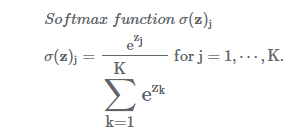 Softmax function σ(z)ⱼ
σ(z)ⱼ = e^{zⱼ} / ∑_{k=1}^{K} e^{zₖ} for j = 1, ⋯, K.